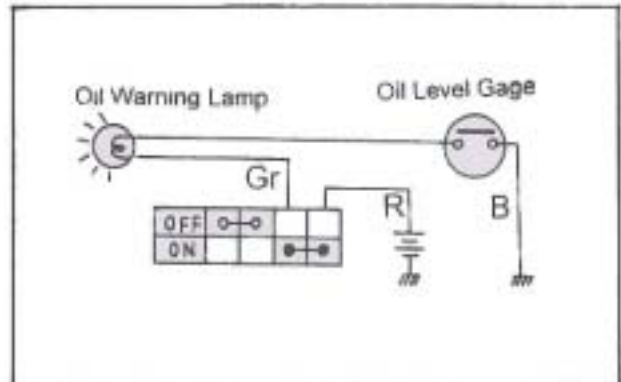 Oil Warning Lamp
Oil Level Gage
Gr
R
B
OFF
ON